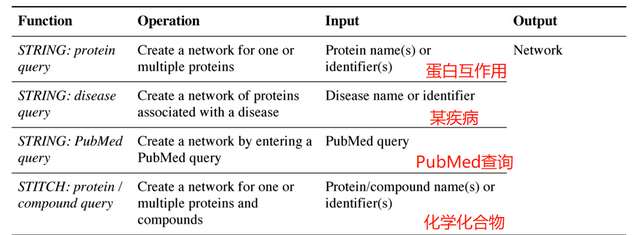 Function Operation Input Output
STRING: protein query Create a network for one or multiple proteins Protein name(s) or identifier(s) Network
蛋白互作用
STRING: disease query Create a network of proteins associated with a disease Disease name or identifier
某疾病
STRING: PubMed query Create a network by entering a PubMed query PubMed query
PubMed查询
STITCH: protein / compound query Create a network for one or multiple proteins and compounds Protein/compound name(s) or identifier(s)
化学化合物